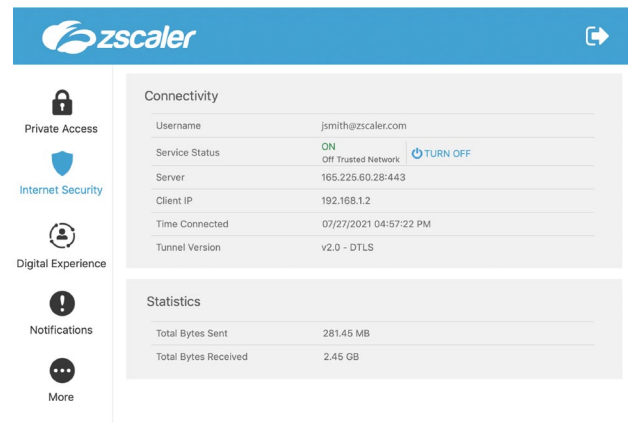 zscaler
Private Access
Internet Security
Digital Experience
Notifications
More
Connectivity
Username jsmith@zscaler.com
Service Status ON Off Trusted Network TURN OFF
Server 165.225.60.28:443
Client IP 192.168.1.2
Time Connected 07/27/2021 04:57:22 PM
Tunnel Version v2.0 - DTLS
Statistics
Total Bytes Sent 281.45 MB
Total Bytes Received 2.45 GB